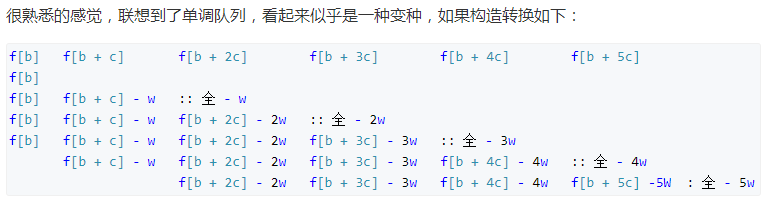 很熟悉的感觉，联想到了单调队列，看起来似乎是一种变种，如果构造转换如下：
f[b] f[b + c] f[b + 2c] f[b + 3c] f[b + 4c] f[b + 5c]
f[b]
f[b] f[b + c] - w :: 全 - w
f[b] f[b + c] - w f[b + 2c] - 2w :: 全 - 2w
f[b] f[b + c] - w f[b + 2c] - 2w f[b + 3c] - 3w :: 全 - 3w
f[b + c] - w f[b + 2c] - 2w f[b + 3c] - 3w f[b + 4c] - 4w :: 全 - 4w
f[b + 2c] - 2w f[b + 3c] - 3w f[b + 4c] - 4w f[b + 5c] -5W : 全 - 5w